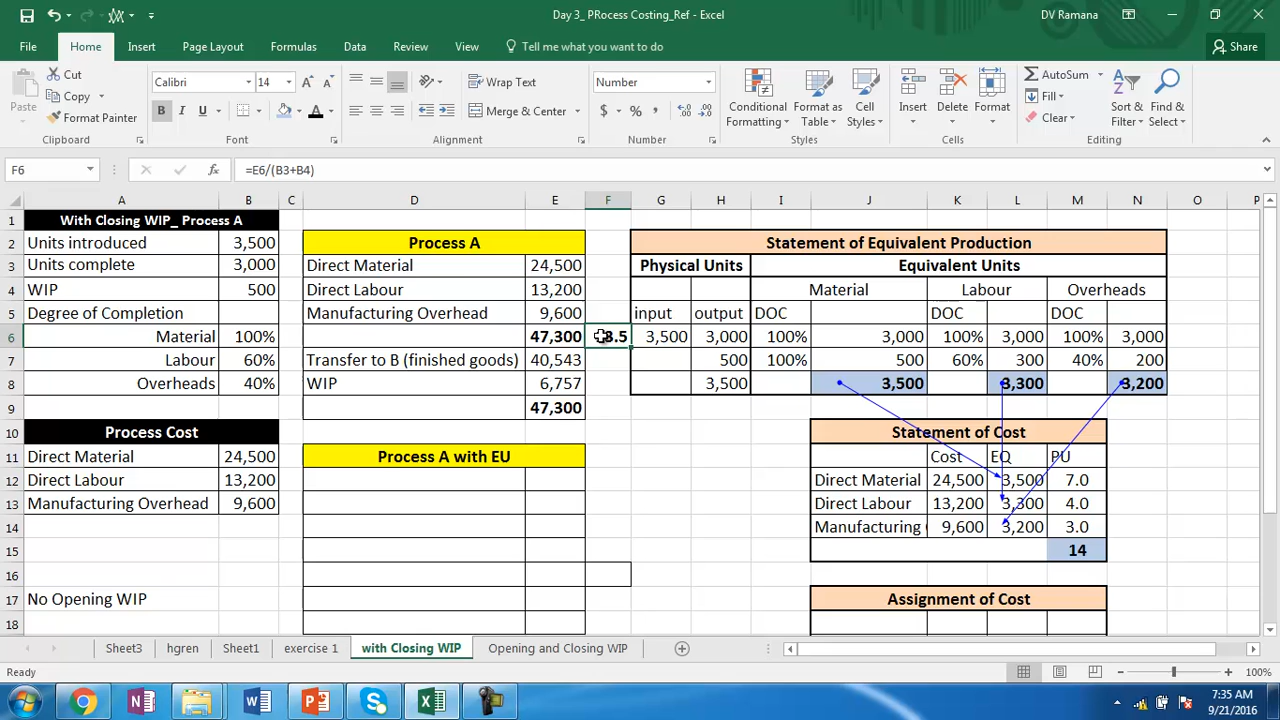 Day 3_ PRocess Costing_Ref - Excel
DV Ramana
File Home Insert Page Layout Formulas Data Review View Tell me what you want to do Share
Paste
Cut
Copy
Format Painter
Calibri 14
B I U
Wrap Text
Merge & Center
Number
$ % ,
Conditional Formatting
Format as Table
Cell Styles
Insert
Delete
Format
AutoSum
Fill
Clear
Sort & Filter
Find & Select
Clipboard Font Alignment Number Styles Cells Editing
F6 fx =E6/(B3+B4)
A B C D E F G H I J K L M N O P
1 With Closing WIP_ Process A
2 Units introduced 3,500 Process A Statement of Equivalent Production
3 Units complete 3,000 Direct Material 24,500 Physical Units Equivalent Units
4 WIP 500 Direct Labour 13,200 Material Labour Overheads
5 Degree of Completion Manufacturing Overhead 9,600 input output DOC DOC DOC
6 Material 100% 47,300 3.5 3,500 3,000 100% 3,000 100% 3,000 100% 3,000
7 Labour 60% Transfer to B (finished goods) 40,543 500 100% 500 60% 300 40% 200
8 Overheads 40% WIP 6,757 3,500 3,500 3,300 3,200
9 47,300
10 Process Cost Statement of Cost
11 Direct Material 24,500 Process A with EU Cost EQ PU
12 Direct Labour 13,200 Direct Material 24,500 3,500 7.0
13 Manufacturing Overhead 9,600 Direct Labour 13,200 3,300 4.0
14 Manufacturing 9,600 3,200 3.0
15 14
16
17 No Opening WIP Assignment of Cost
18
Sheet3 hgren Sheet1 exercise 1 with Closing WIP Opening and Closing WIP
Ready 100%
7:35 AM
9/21/2016